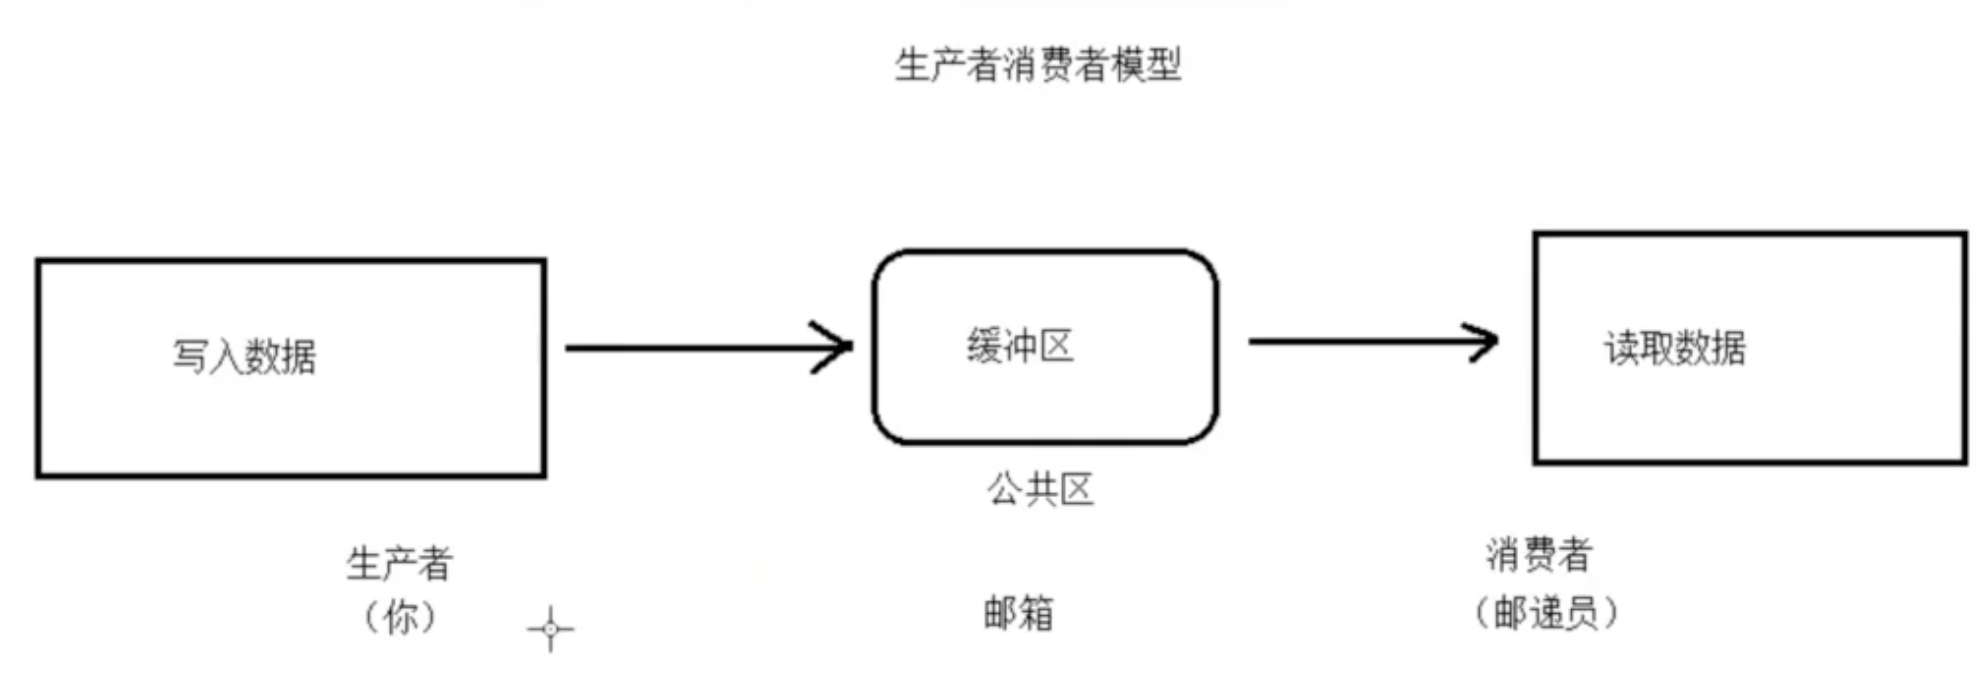 生产者消费者模型
写入数据
缓冲区
读取数据
公共区
生产者
（你）
邮箱
消费者
（邮递员）